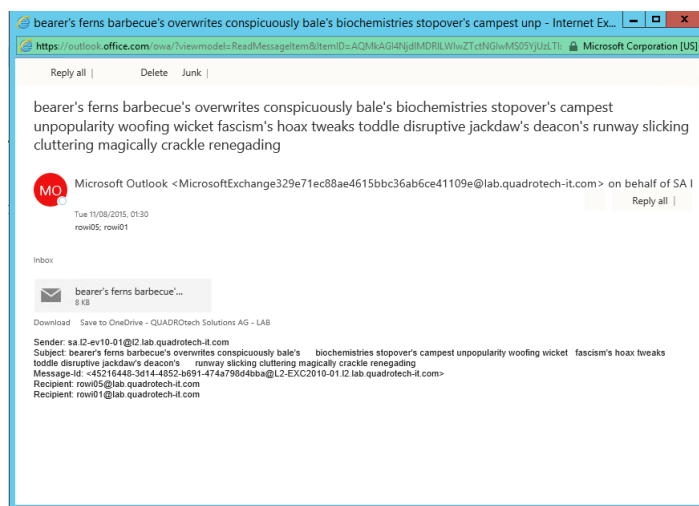 bearer's ferns barbecue's overwrites conspicuously bale's biochemistries stopover's campest unp - Internet Ex...
https://outlook.office.com/owa/?viewmodel=ReadMessageItem&ItemID=AQMkAGI4NjdlMDRlLWIwZTctNGIwMS05YjUzLTI: Microsoft Corporation [US]
Reply all | Delete Junk |
bearer's ferns barbecue's overwrites conspicuously bale's biochemistries stopover's campest
unpopularity woofing wicket fascism's hoax tweaks toddle disruptive jackdaw's deacon's runway slicking
cluttering magically crackle renegading
MO
Microsoft Outlook <MicrosoftExchange329e71ec88ae4615bbc36ab6ce41109e@lab.quadrotech-it.com> on behalf of SA I
Reply all |
Tue 11/08/2015, 01:30
rowi05; rowi01
Inbox
bearer's ferns barbecue'...
8 KB
Download Save to OneDrive - QUADROtech Solutions AG - LAB
Sender: sa.l2-ev10-01@l2.lab.quadrotech-it.com
Subject: bearer's ferns barbecue's overwrites conspicuously bale's biochemistries stopover's campest unpopularity woofing wicket fascism's hoax tweaks
toddle disruptive jackdaw's deacon's runway slicking cluttering magically crackle renegading
Message-Id: <45216448-3d14-4852-b691-474a798d4bba@L2-EXC2010-01.l2.lab.quadrotech-it.com>
Recipient: rowi05@lab.quadrotech-it.com
Recipient: rowi01@lab.quadrotech-it.com